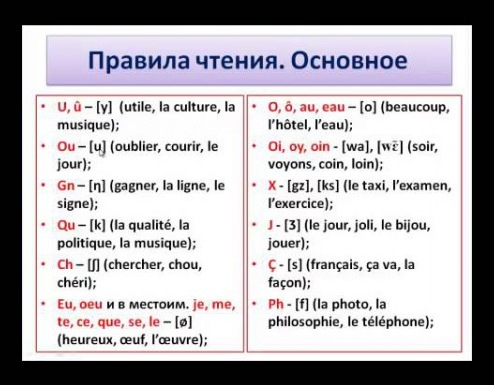 Правила чтения. Основное
• U, û – [y] (utile, la culture, la
musique);
• Ou – [u] (oublier, courir, le
jour);
• Gn – [η] (gagner, la ligne, le
signe);
• Qu – [k] (la qualité, la
politique, la musique);
• Ch – [ʃ] (chercher, chou,
chéri);
• Eu, oeu и в местоим. je, me,
te, ce, que, se, le – [ø]
(heureux, œuf, l’œuvre);
• O, ô, au, eau – [o] (beaucoup,
l’hôtel, l’eau);
• Oi, oy, oin - [wa], [wɛ̃] (soir,
voyons, coin, loin);
• X - [gz], [ks] (le taxi, l’examen,
l’exercice);
• J - [Ʒ] (le jour, joli, le bijou,
jouer);
• Ç - [s] (français, ça va, la
façon);
• Ph - [f] (la photo, la
philosophie, le téléphone);